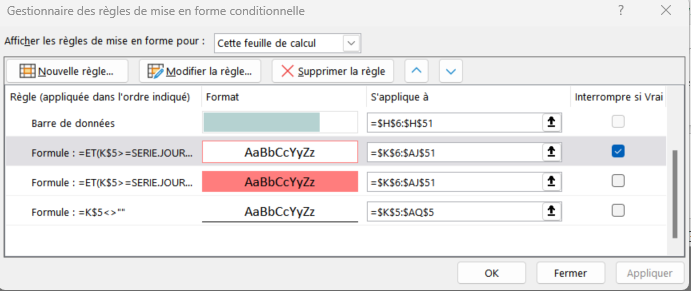 Gestionnaire des règles de mise en forme conditionnelle
Afficher les règles de mise en forme pour : Cette feuille de calcul
Nouvelle règle... Modifier la règle... Supprimer la règle
Règle (appliquée dans l'ordre indiqué) Format S'applique à Interrompre si Vrai
Barre de données =$H$6:$H$51
Formule : =ET(K$5>=SERIE.JOUR... AaBbCcYyZz =$K$6:$AJ$51
Formule : =ET(K$5>=SERIE.JOUR... AaBbCcYyZz =$K$6:$AJ$51
Formule : =K$5<>"" AaBbCcYyZz =$K$5:$AQ$5
OK Fermer Appliquer